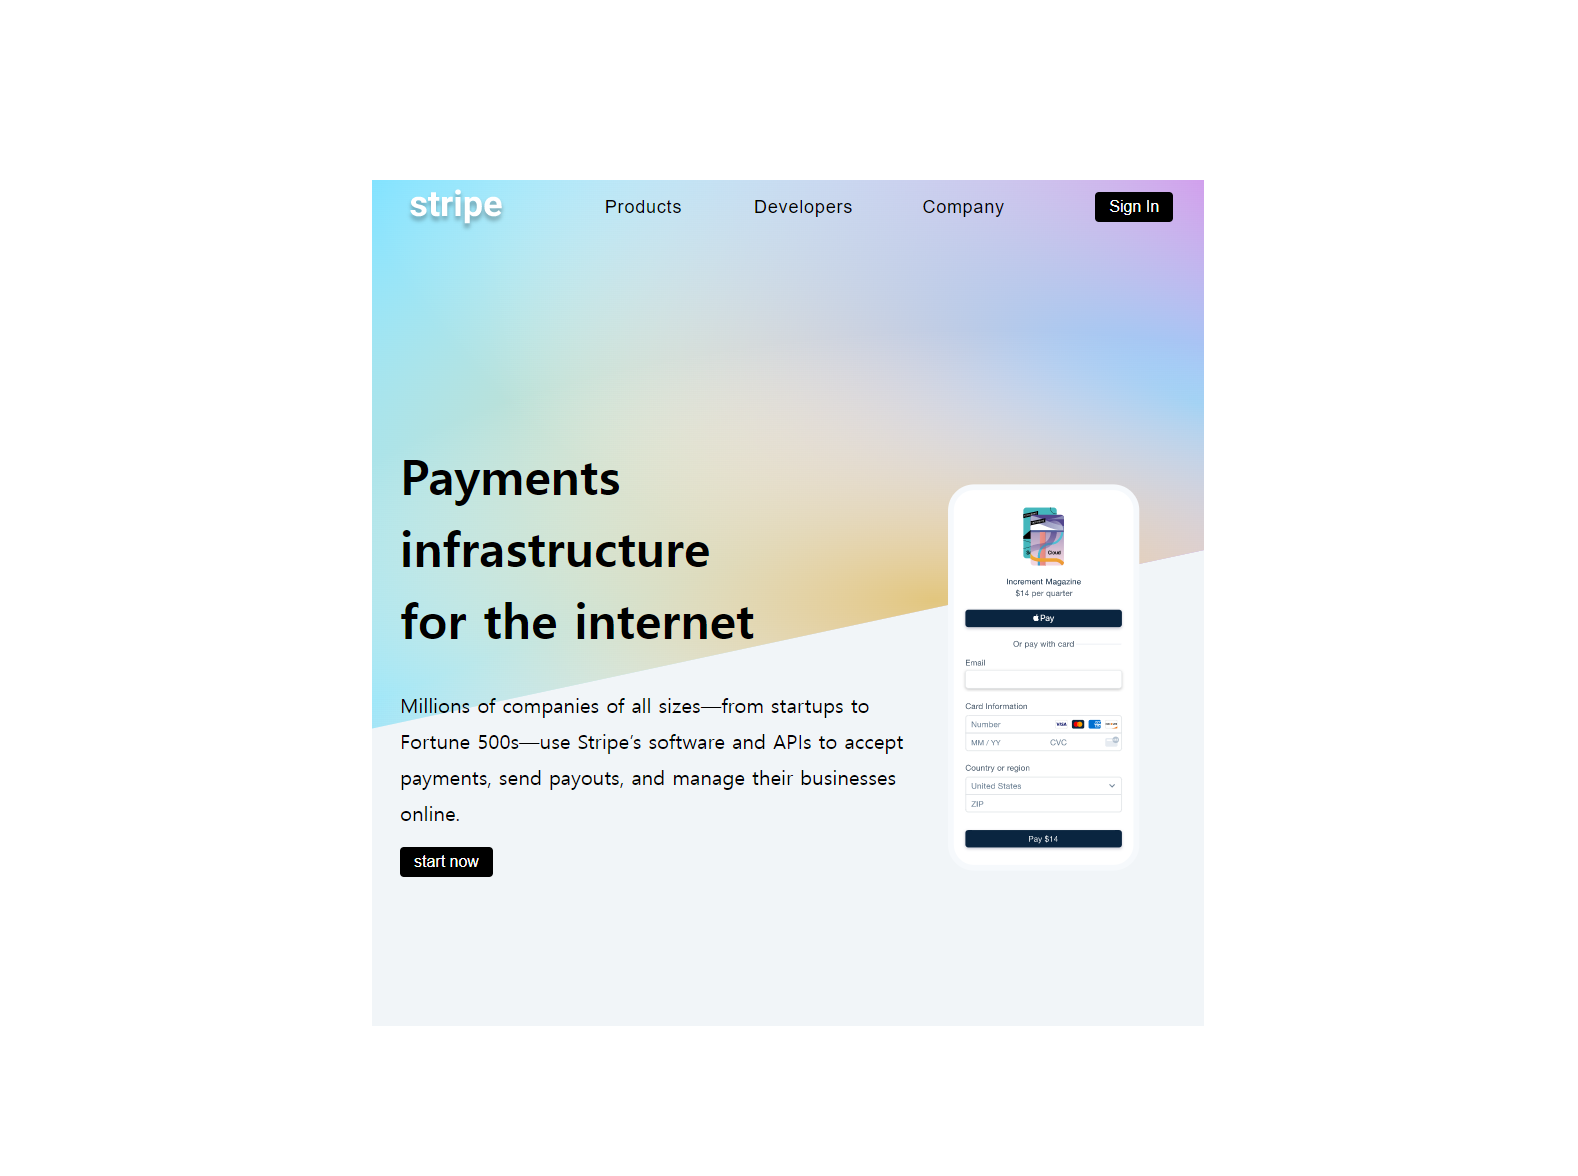 stripe
Products
Developers
Company
Sign In
Payments
infrastructure
for the internet
Millions of companies of all sizes—from startups to
Fortune 500s—use Stripe’s software and APIs to accept
payments, send payouts, and manage their businesses
online.
start now
Cloud
Increment Magazine
$14 per quarter
Pay
Or pay with card
Email
Card Information
Number
VISA
MM / YY
CVC
Country or region
United States
ZIP
Pay $14